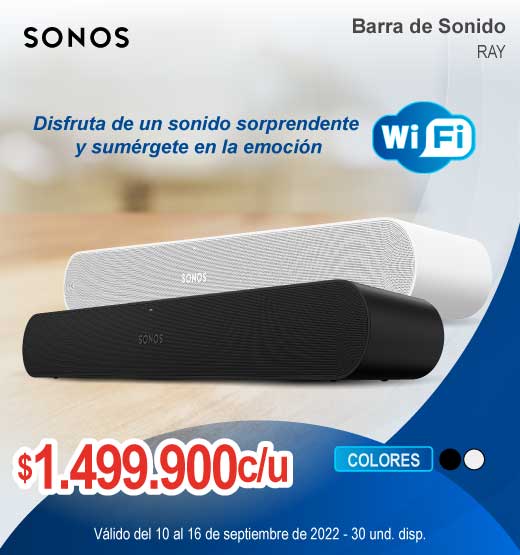 SONOS
Barra de Sonido
RAY
Disfruta de un sonido sorprendente
y sumérgete en la emoción
Wi Fi
SONOS
SONOS
$1.499.900c/u
COLORES
Válido del 10 al 16 de septiembre de 2022 - 30 und. disp.